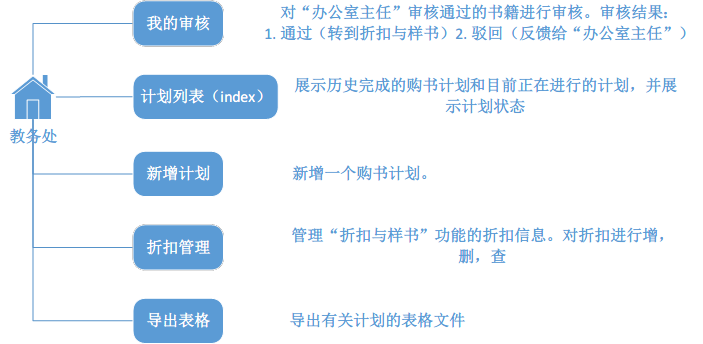 我的审核
对“办公室主任”审核通过的书籍进行审核。审核结果：
1. 通过（转到折扣与样书）2. 驳回（反馈给“办公室主任”）
教务处
计划列表（index）
展示历史完成的购书计划和目前正在进行的计划，并展
示计划状态
新增计划
新增一个购书计划。
折扣管理
管理“折扣与样书”功能的折扣信息。对折扣进行增，
删，查
导出表格
导出有关计划的表格文件